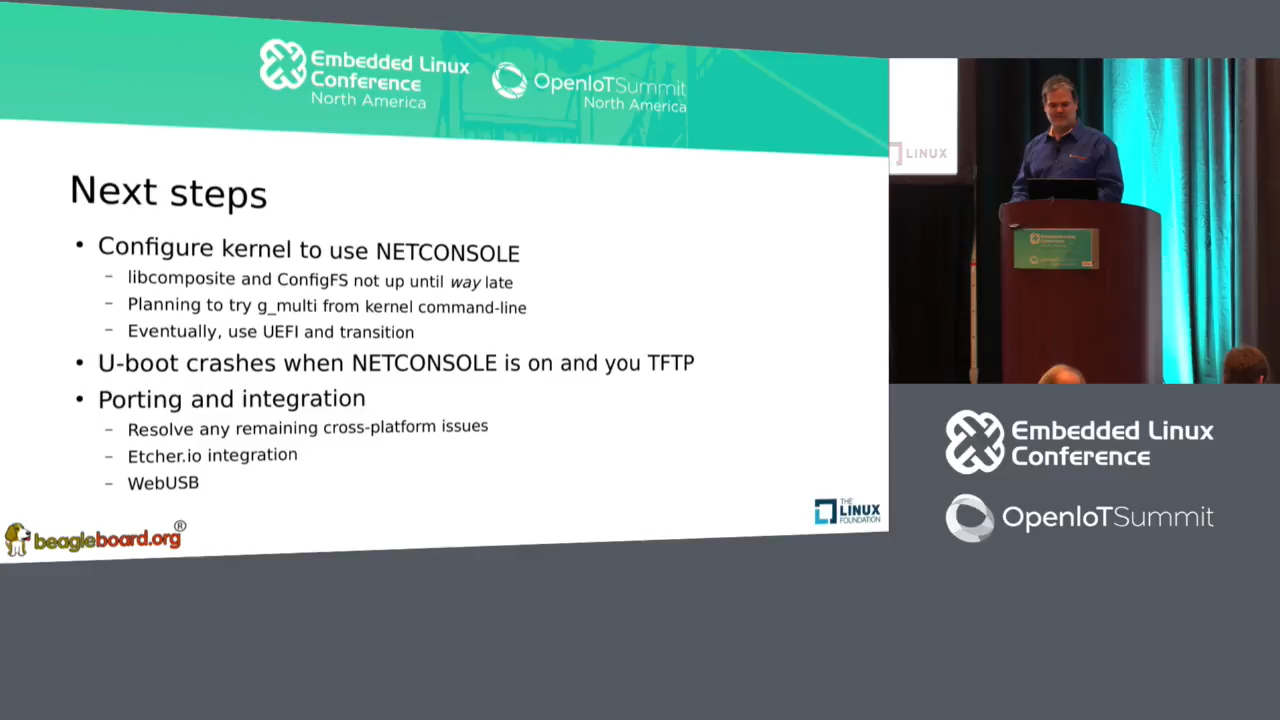 Embedded Linux
Conference
North America
OpenIoTSummit
North America
Next steps
• Configure kernel to use NETCONSOLE
– libcomposite and ConfigFS not up until way late
– Planning to try g_multi from kernel command-line
– Eventually, use UEFI and transition
• U-boot crashes when NETCONSOLE is on and you TFTP
• Porting and integration
– Resolve any remaining cross-platform issues
– Etcher.io integration
– WebUSB
beagleboard.org®
THE
LINUX
FOUNDATION
LINUX
Embedded Linux
Conference
OpenIoTSummit